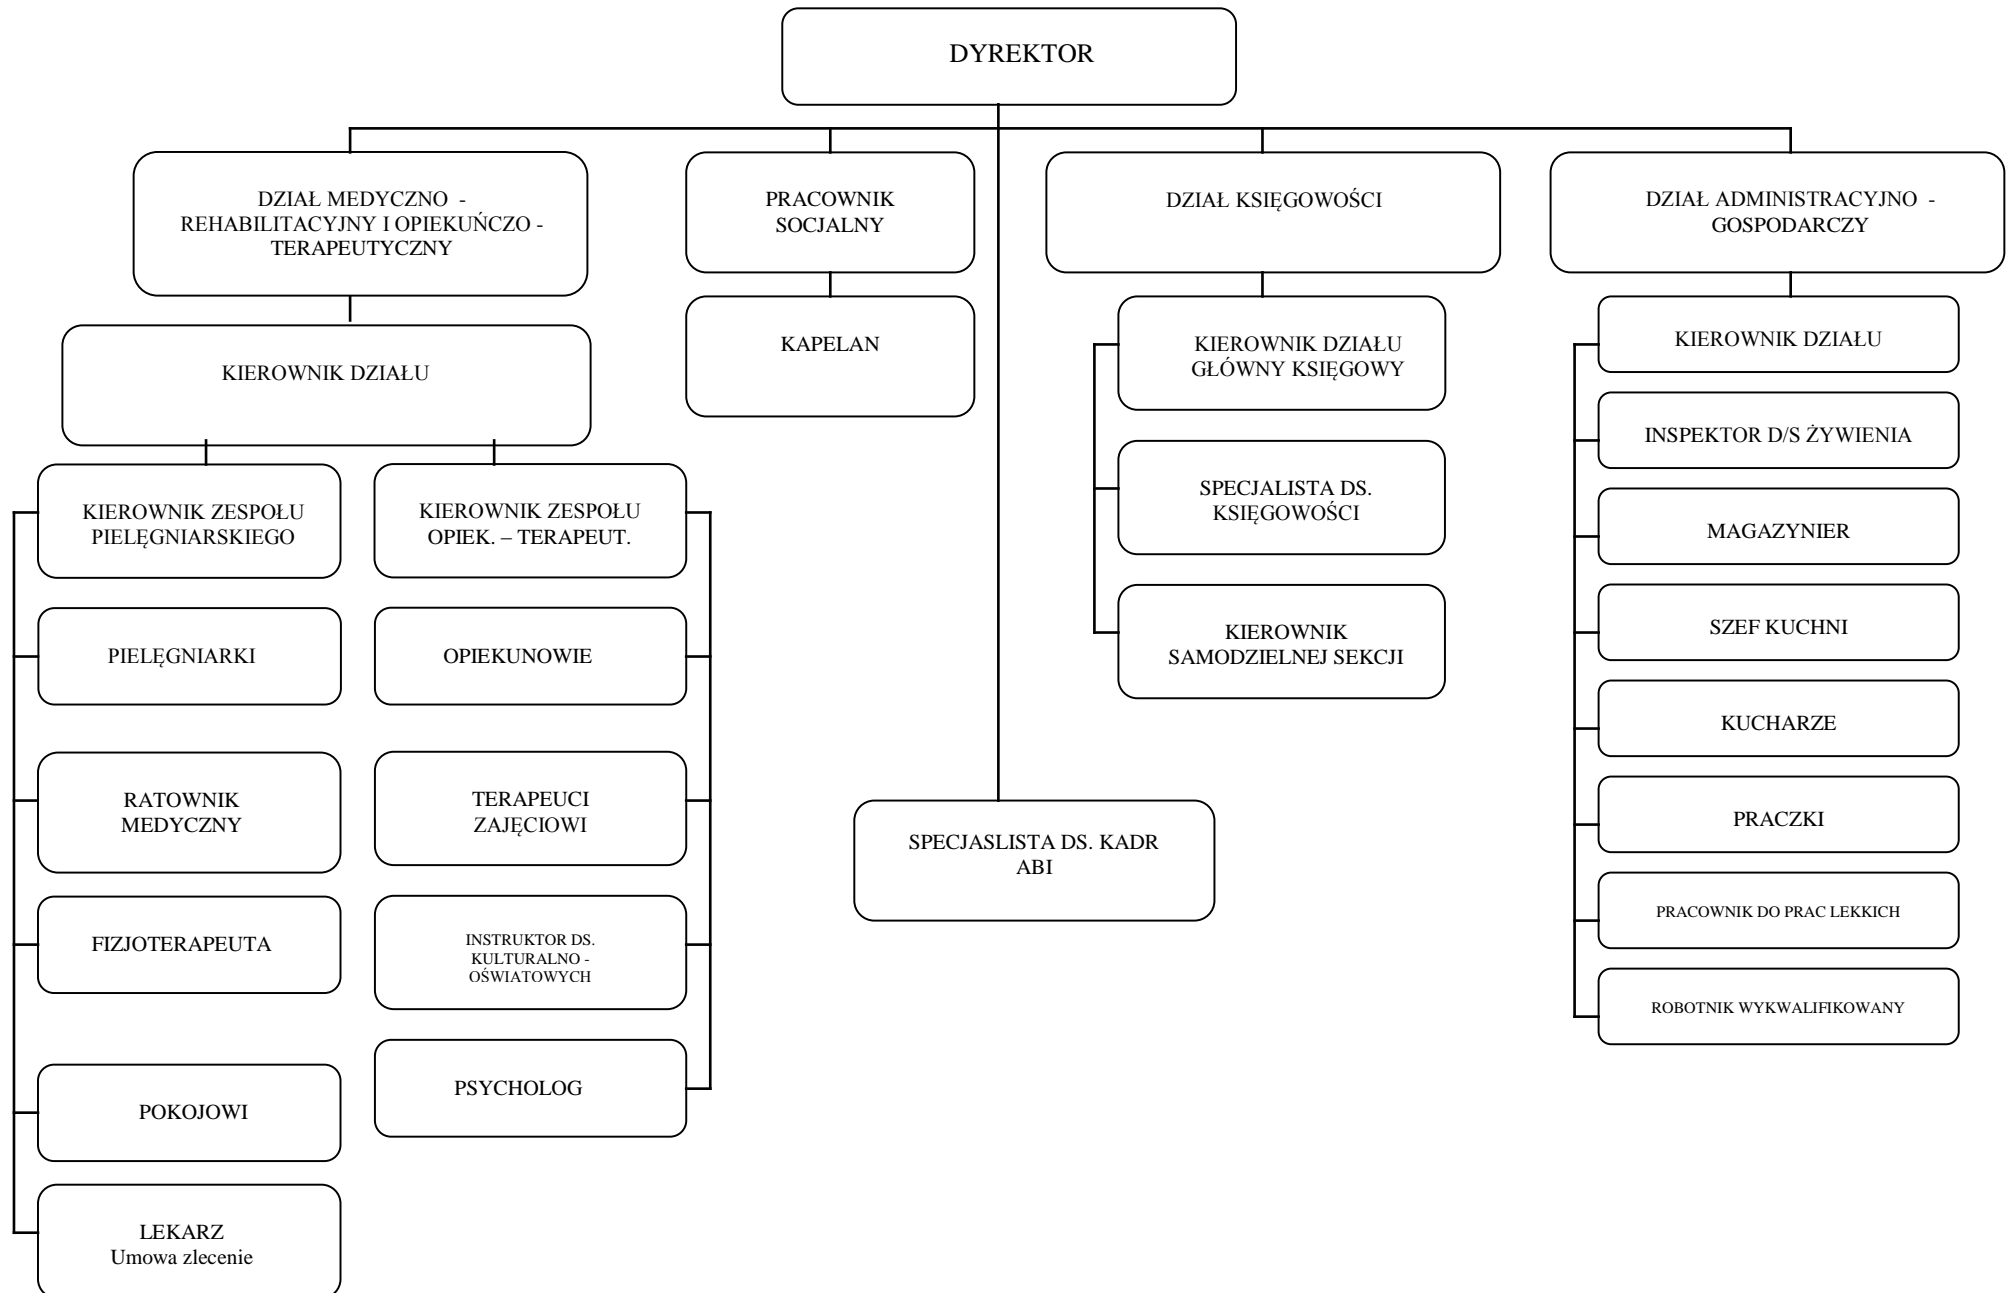 DYREKTOR
DZIAŁ MEDYCZNO -
REHABILITACYJNY I OPIEKUŃCZO -
TERAPEUTYCZNY
PRACOWNIK
SOCJALNY
DZIAŁ KSIĘGOWOŚCI
DZIAŁ ADMINISTRACYJNO -
GOSPODARCZY
KIEROWNIK DZIAŁU
KIEROWNIK ZESPOŁU
PIELĘGNIARSKIEGO
PIELĘGNIARKI
RATOWNIK
MEDYCZNY
FIZJOTERAPEUTA
POKOJOWI
LEKARZ
Umowa zlecenie
KIEROWNIK ZESPOŁU
OPIEK. – TERAPEUT.
OPIEKUNOWIE
TERAPEUCI
ZAJĘCIOWI
INSTRUKTOR DS.
KULTURALNO -
OŚWIATOWYCH
PSYCHOLOG
KAPELAN
SPECJASLISTA DS. KADR
ABI
KIEROWNIK DZIAŁU
GŁÓWNY KSIĘGOWY
SPECJALISTA DS.
KSIĘGOWOŚCI
KIEROWNIK
SAMODZIELNEJ SEKCJI
KIEROWNIK DZIAŁU
INSPEKTOR D/S ŻYWIENIA
MAGAZYNIER
SZEF KUCHNI
KUCHARZE
PRACZKI
PRACOWNIK DO PRAC LEKKICH
ROBOTNIK WYKWALIFIKOWANY